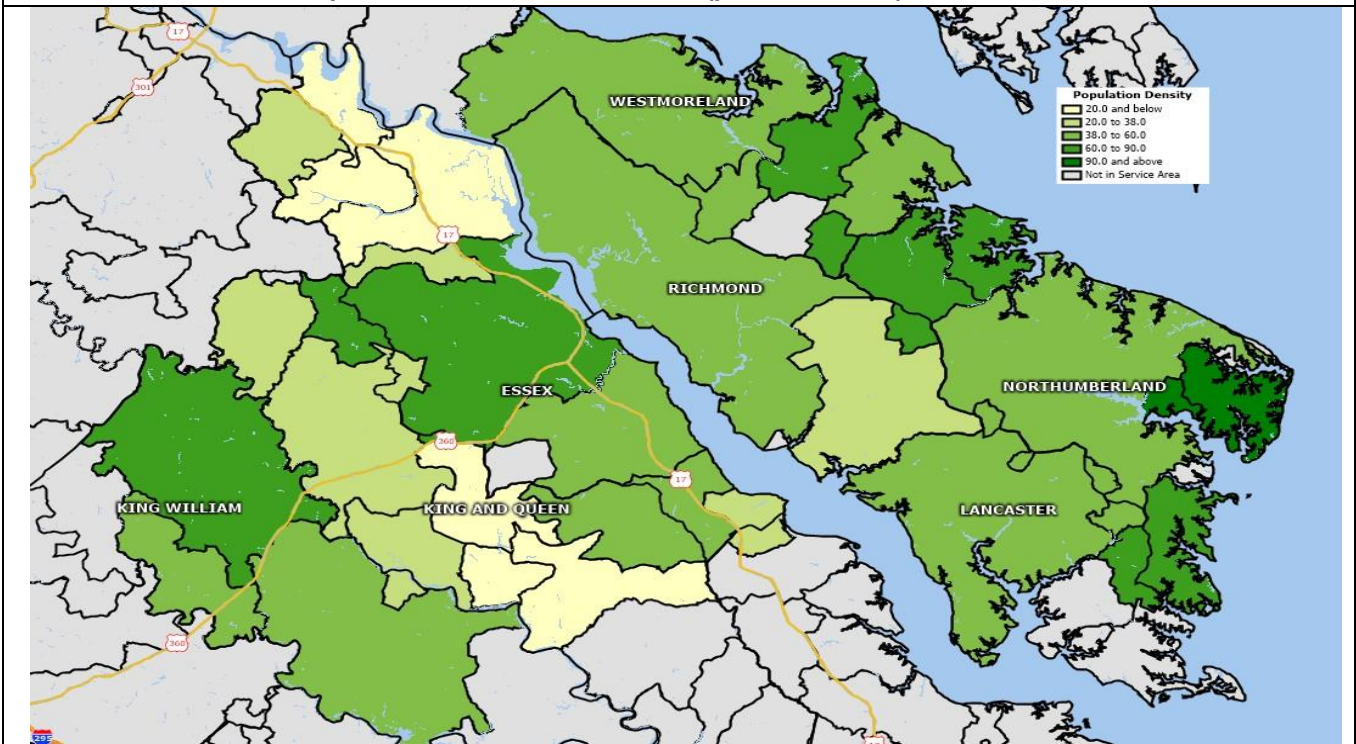 17
301
WESTMORELAND
Population Density
20.0 and below
20.0 to 38.0
38.0 to 60.0
60.0 to 90.0
90.0 and above
Not in Service Area
17
RICHMOND
ESSEX
NORTHUMBERLAND
360
17
KING WILLIAM
KING AND QUEEN
LANCASTER
360
295